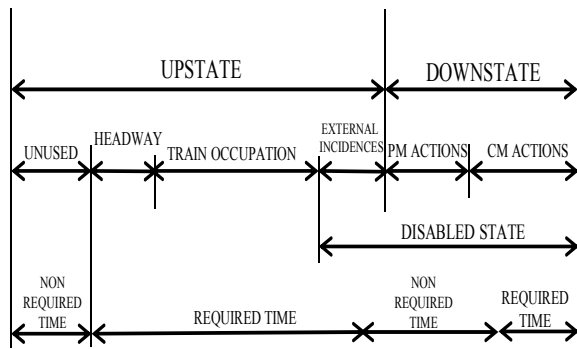 UPSTATE
DOWNSTATE
UNUSED
HEADWAY
TRAIN OCCUPATION
EXTERNAL
INCIDENCES
PM ACTIONS
CM ACTIONS
DISABLED STATE
NON
REQUIRED
TIME
REQUIRED TIME
NON
REQUIRED
TIME
REQUIRED
TIME